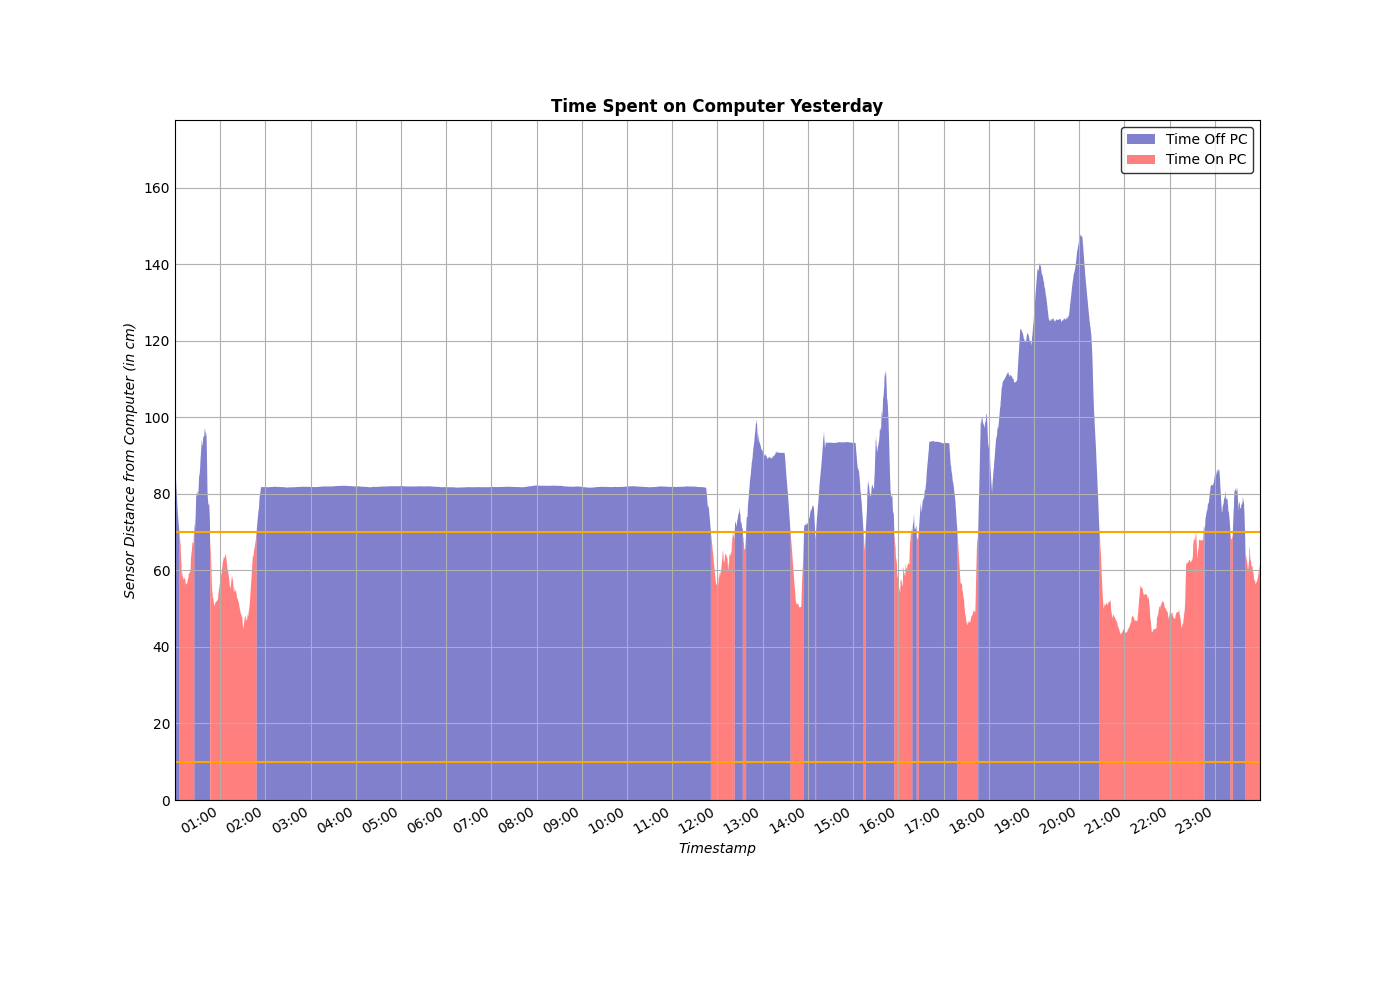 Time Spent on Computer Yesterday
Time Off PC
Time On PC
160
140
120
100
80
60
40
20
0
Sensor Distance from Computer (in cm)
01:00 02:00 03:00 04:00 05:00 06:00 07:00 08:00 09:00 10:00 11:00 12:00 13:00 14:00 15:00 16:00 17:00 18:00 19:00 20:00 21:00 22:00 23:00
Timestamp